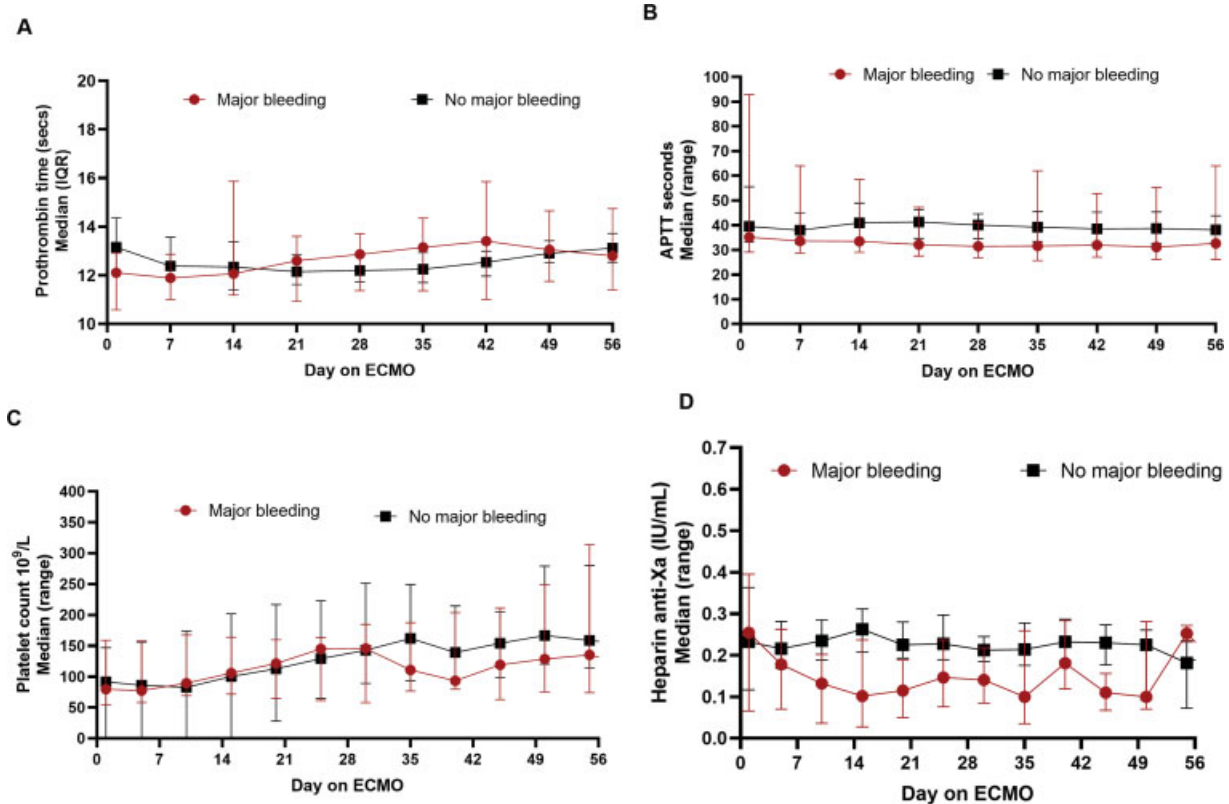 A
Prothrombin time (secs)
Median (IQR)
20
18
16
14
12
10
Major bleeding
No major bleeding
0 7 14 21 28 35 42 49 56
Day on ECMO
B
APTT seconds
Median (range)
100
90
80
70
60
50
40
30
20
10
0
Major bleeding
No major bleeding
0 7 14 21 28 35 42 49 56
Day on ECMO
C
Platelet count 10⁹/L
Median (range)
400
350
300
250
200
150
100
50
0
Major bleeding
No major bleeding
0 7 14 21 28 35 42 49 56
Day on ECMO
D
Heparin anti-Xa (IU/mL)
Median (range)
0.7
0.6
0.5
0.4
0.3
0.2
0.1
0.0
Major bleeding
No major bleeding
0 7 14 21 28 35 42 49 56
Day on ECMO